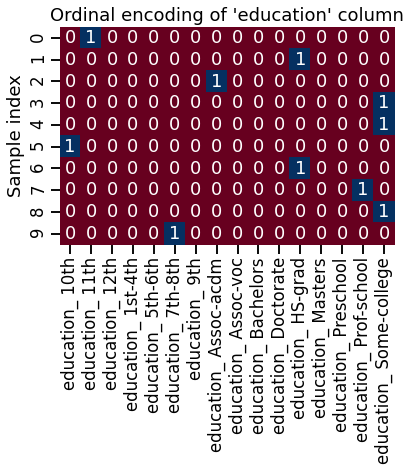 Ordinal encoding of 'education' column
Sample index
0 0 1 0 0 0 0 0 0 0 0 0 0 0 0 0 0
1 0 0 0 0 0 0 0 0 0 0 0 1 0 0 0 0
2 0 0 0 0 0 0 0 1 0 0 0 0 0 0 0 0
3 0 0 0 0 0 0 0 0 0 0 0 0 0 0 0 1
4 0 0 0 0 0 0 0 0 0 0 0 0 0 0 0 1
5 1 0 0 0 0 0 0 0 0 0 0 0 0 0 0 0
6 0 0 0 0 0 0 0 0 0 0 0 1 0 0 0 0
7 0 0 0 0 0 0 0 0 0 0 0 0 0 0 1 0
8 0 0 0 0 0 0 0 0 0 0 0 0 0 0 0 1
9 0 0 0 0 0 1 0 0 0 0 0 0 0 0 0 0
education_ 10th
education_ 11th
education_ 12th
education_ 1st-4th
education_ 5th-6th
education_ 7th-8th
education_ 9th
education_ Assoc-acdm
education_ Assoc-voc
education_ Bachelors
education_ Doctorate
education_ HS-grad
education_ Masters
education_ Preschool
education_ Prof-school
education_ Some-college